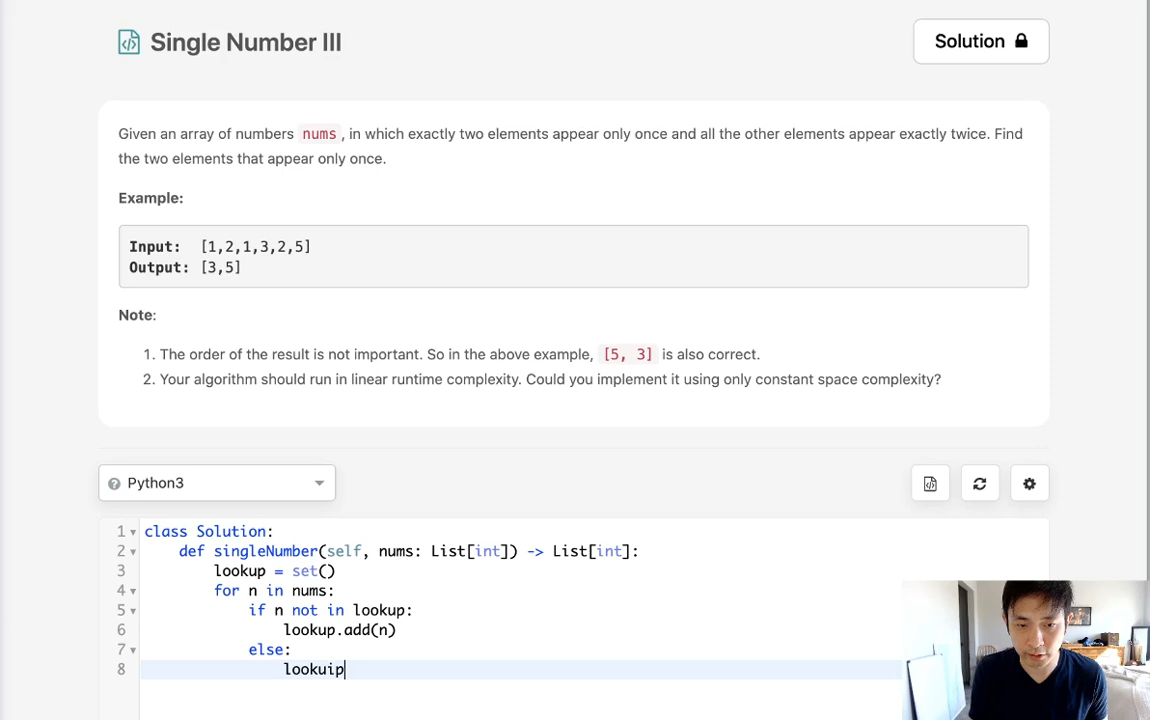 Single Number III
Solution
Given an array of numbers nums, in which exactly two elements appear only once and all the other elements appear exactly twice. Find
the two elements that appear only once.
Example:
Input: [1,2,1,3,2,5]
Output: [3,5]
Note:
1. The order of the result is not important. So in the above example, [5, 3] is also correct.
2. Your algorithm should run in linear runtime complexity. Could you implement it using only constant space complexity?
Python3
1 class Solution:
2 def singleNumber(self, nums: List[int]) -> List[int]:
3 lookup = set()
4 for n in nums:
5 if n not in lookup:
6 lookup.add(n)
7 else:
8 lookuip